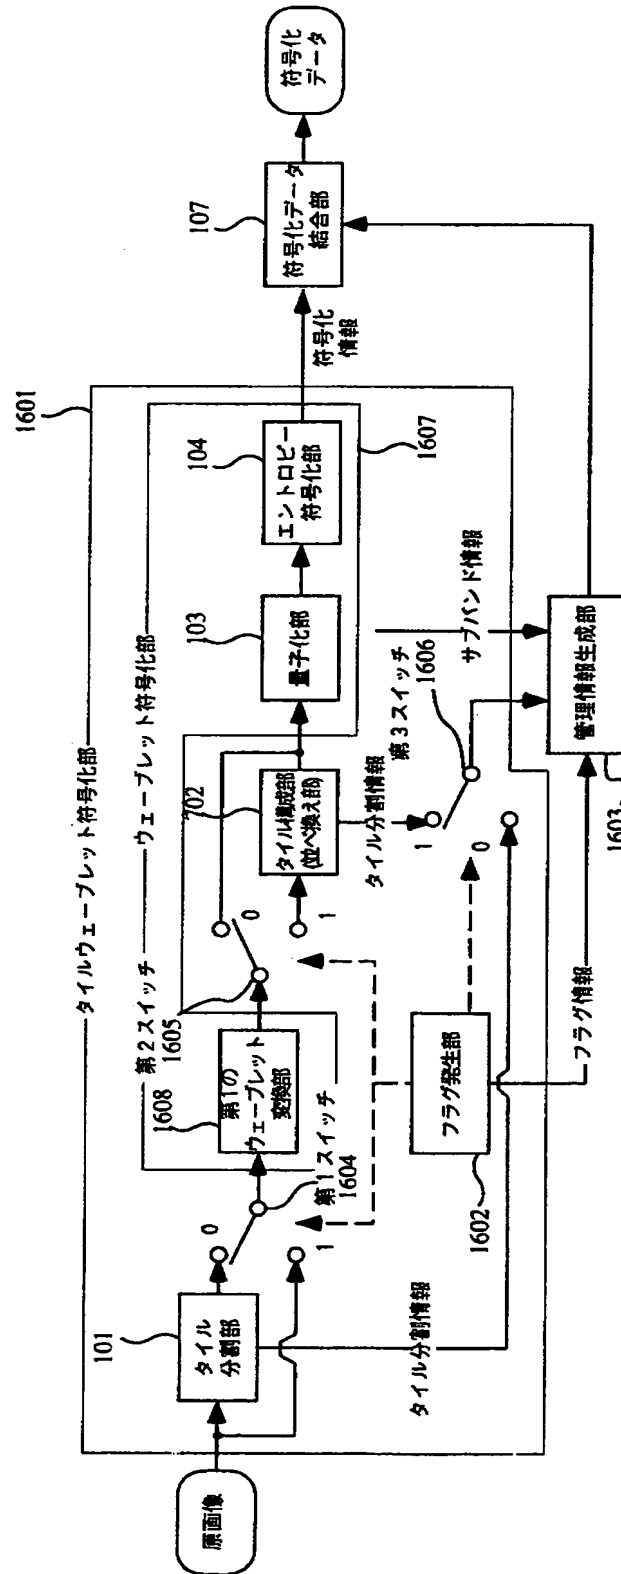 原画像
101
タイル
分割部
タイル分割情報
タイルウェーブレット符号化部
1601
0
1
第1スイッチ
1604
第2スイッチ
1605
ウェーブレット符号化部
1608
第1の
ウェーブレット
変換部
0
1
702
タイル構成部
(並べ換え部)
タイル分割情報
103
量子化部
104
エントロピー
符号化部
1607
符号化
情報
107
符号化データ
結合部
符号化
データ
1602
フラグ発生部
フラグ情報
第3スイッチ
1606
1
0
サブバンド情報
管理情報生成部
1603